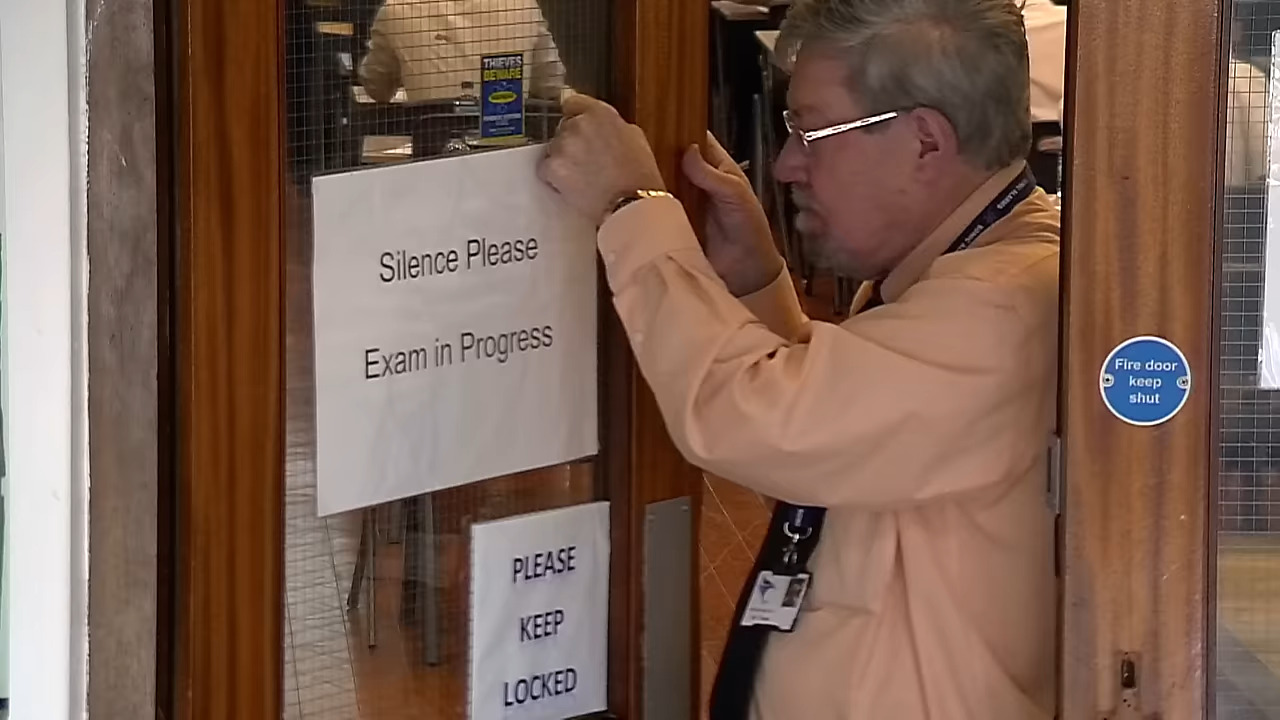 THIEVES
BEWARE
Silence Please
Exam in Progress
PLEASE
KEEP
LOCKED
Fire door
keep
shut